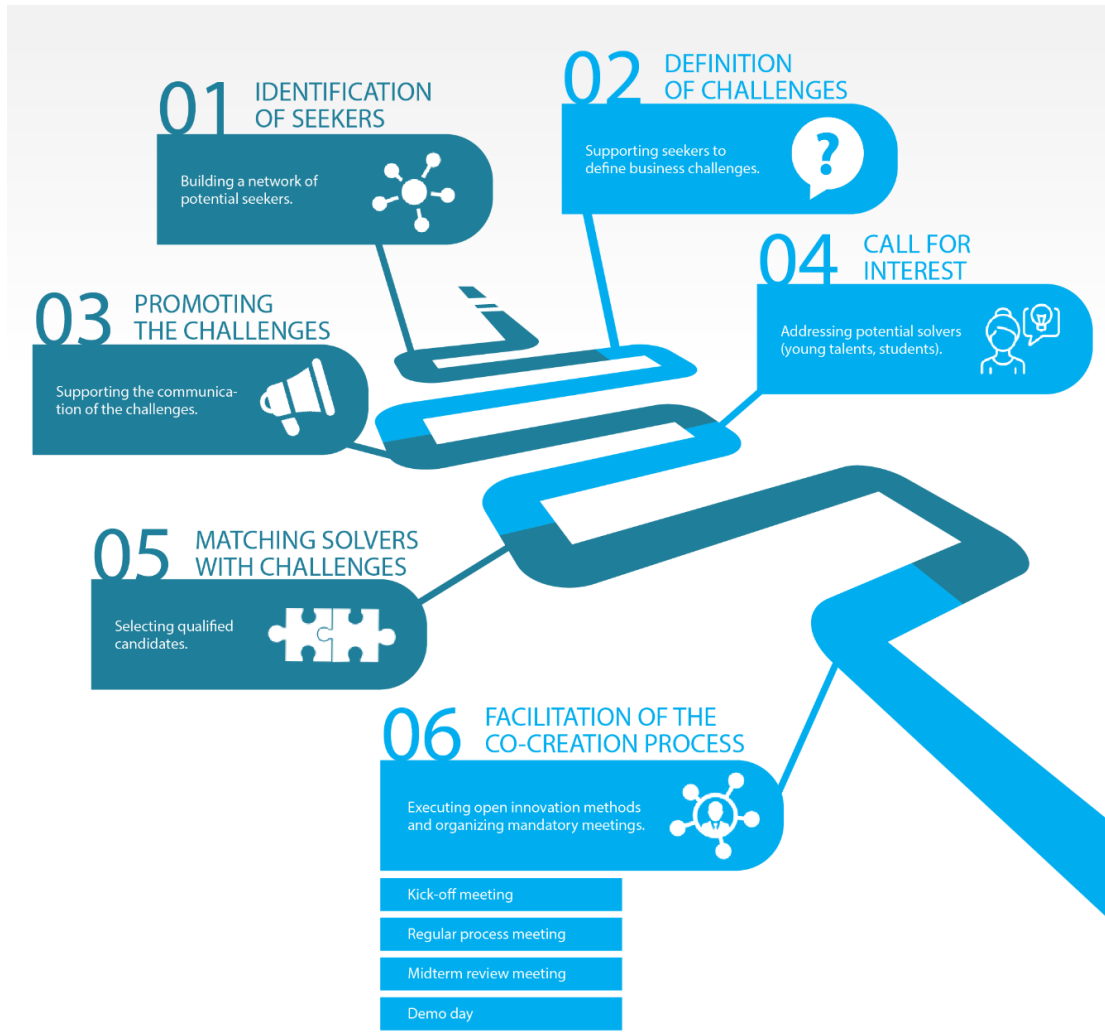 01
IDENTIFICATION
OF SEEKERS
Building a network of
potential seekers.
02
DEFINITION
OF CHALLENGES
Supporting seekers to
define business challenges.
?
03
PROMOTING
THE CHALLENGES
Supporting the communica-
tion of the challenges.
04
CALL FOR
INTEREST
Addressing potential solvers
(young talents, students).
05
MATCHING SOLVERS
WITH CHALLENGES
Selecting qualified
candidates.
06
FACILITATION OF THE
CO-CREATION PROCESS
Executing open innovation methods
and organizing mandatory meetings.
Kick-off meeting
Regular process meeting
Midterm review meeting
Demo day